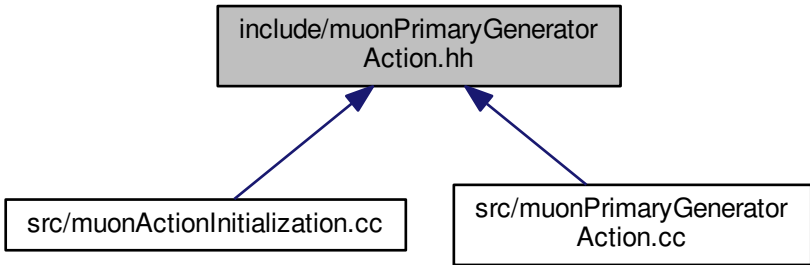 include/muonPrimaryGenerator
Action.hh
src/muonActionInitialization.cc
src/muonPrimaryGenerator
Action.cc